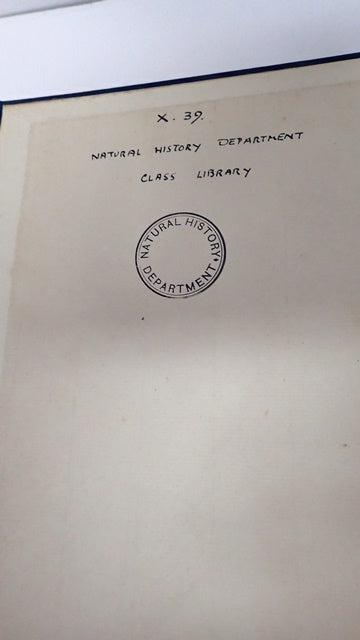 X. 39.
NATURAL HISTORY DEPARTMENT
CLASS LIBRARY
NATURAL HISTORY
DEPARTMENT